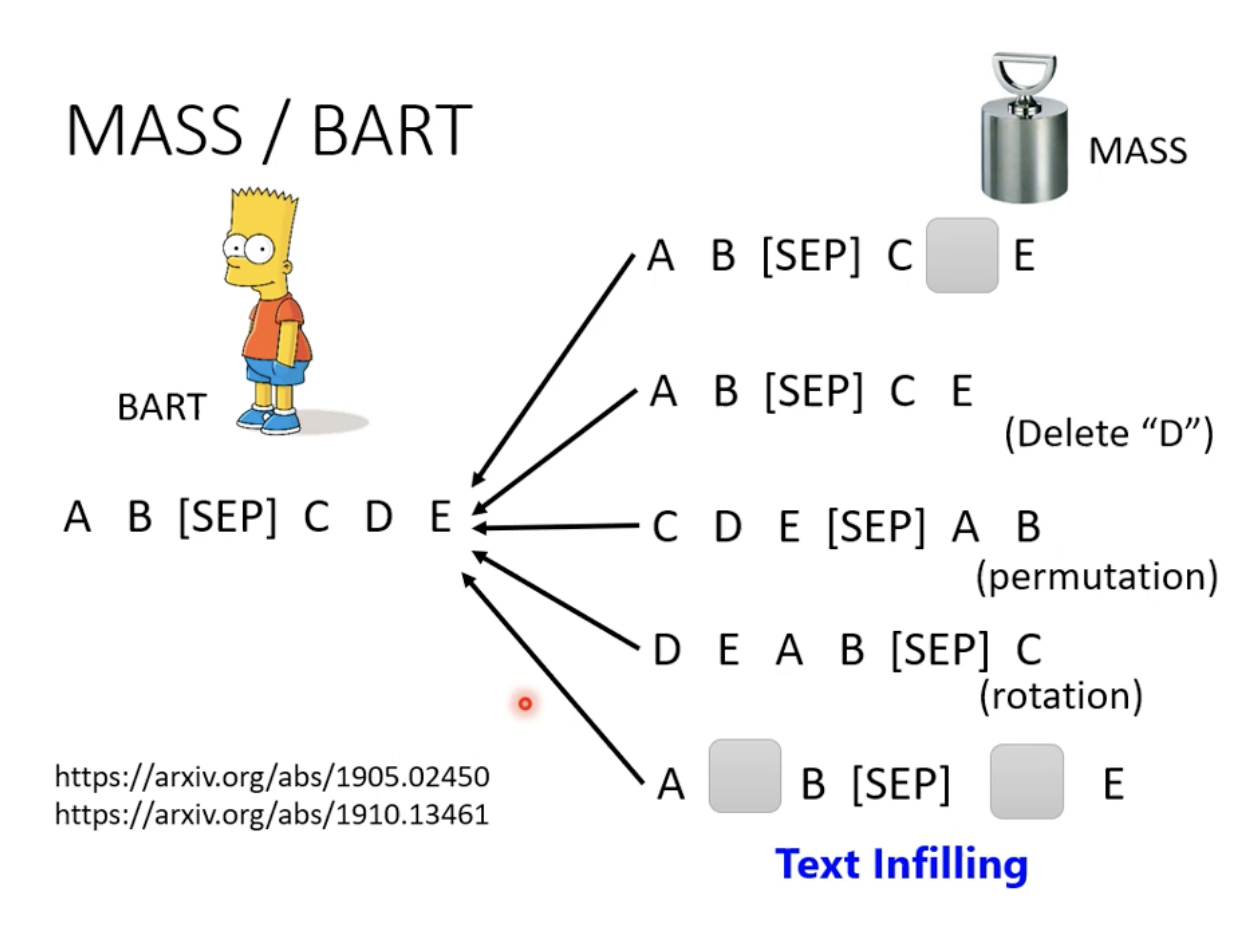 MASS / BART
MASS
A B [SEP] C E
A B [SEP] C E
(Delete “D”)
BART
A B [SEP] C D E
C D E [SEP] A B
(permutation)
D E A B [SEP] C
(rotation)
A B [SEP] E
Text Infilling
https://arxiv.org/abs/1905.02450
https://arxiv.org/abs/1910.13461